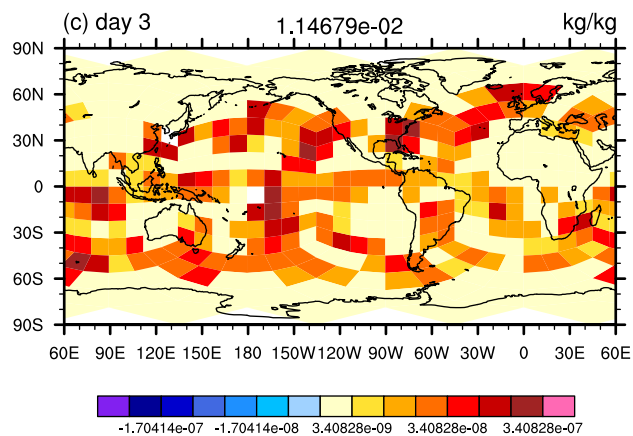 (c) day 3 1.14679e-02 kg/kg
90N
60N
30N
0
30S
60S
90S
60E 90E 120E 150E 180 150W 120W 90W 60W 30W 0 30E 60E
-1.70414e-07 -1.70414e-08 3.40828e-09 3.40828e-08 3.40828e-07